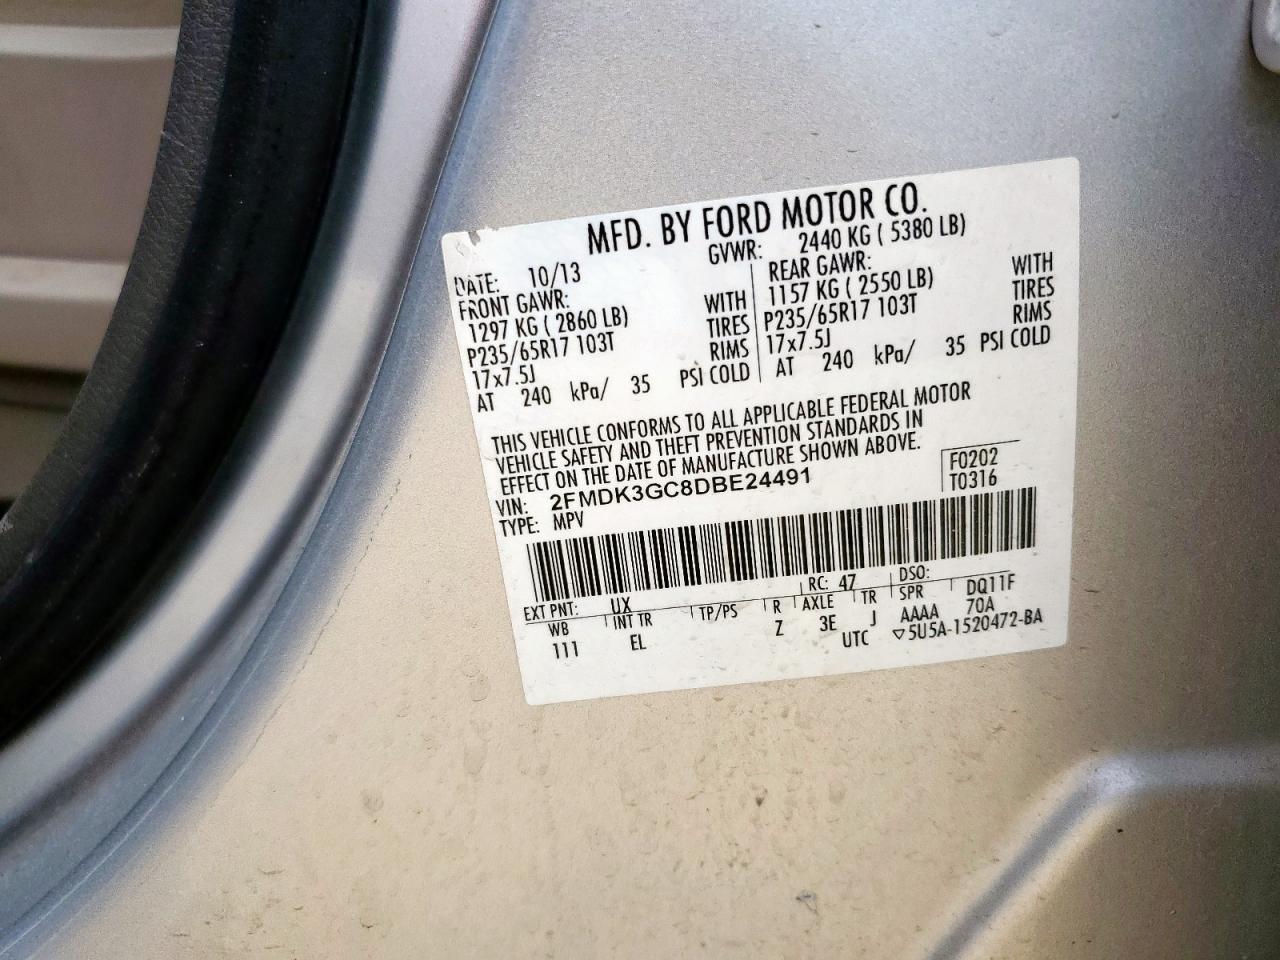 MFD. BY FORD MOTOR CO.
DATE: 10/13 GVWR: 2440 KG ( 5380 LB)
FRONT GAWR: REAR GAWR:
1297 KG ( 2860 LB) WITH 1157 KG ( 2550 LB) WITH
P235/65R17 103T TIRES P235/65R17 103T TIRES
17x7.5J RIMS 17x7.5J RIMS
AT 240 kPa/ 35 PSI COLD AT 240 kPa/ 35 PSI COLD
THIS VEHICLE CONFORMS TO ALL APPLICABLE FEDERAL MOTOR
VEHICLE SAFETY AND THEFT PREVENTION STANDARDS IN
EFFECT ON THE DATE OF MANUFACTURE SHOWN ABOVE.
VIN: 2FMDK3GC8DBE24491 F0202
TYPE: MPV T0316
EXT PNT: UX RC: 47 DSO:
WB INT TR TP/PS R AXLE TR SPR DQ11F
111 EL Z 3E J AAAA 70A
UTC ▽5U5A-1520472-BA